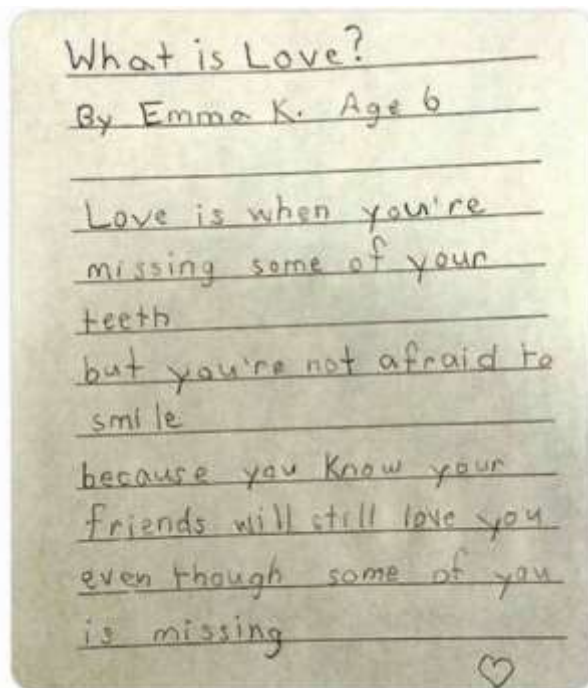 What is Love?
By Emma K. Age 6
Love is when you're
missing some of your
teeth
but you're not afraid to
smile
because you know your
friends will still love you
even though some of you
is missing